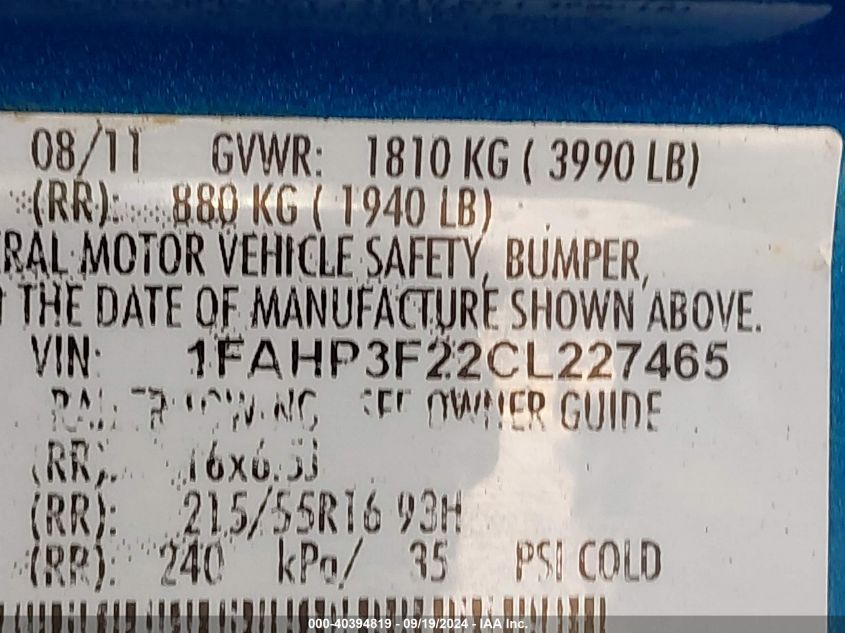 08/11 GVWR: 1810 KG ( 3990 LB)
(RR): 880 KG ( 1940 LB)
RAL MOTOR VEHICLE SAFETY, BUMPER,
THE DATE OF MANUFACTURE SHOWN ABOVE.
VIN: 1FAHP3F22CL227465
OWNER GUIDE
(RR): 16x6.5J
(RR): 215/55R16 93H
(RR): 240 kPa/ 35 PSI COLD
000-40394819 - 09/19/2024 - IAA Inc.